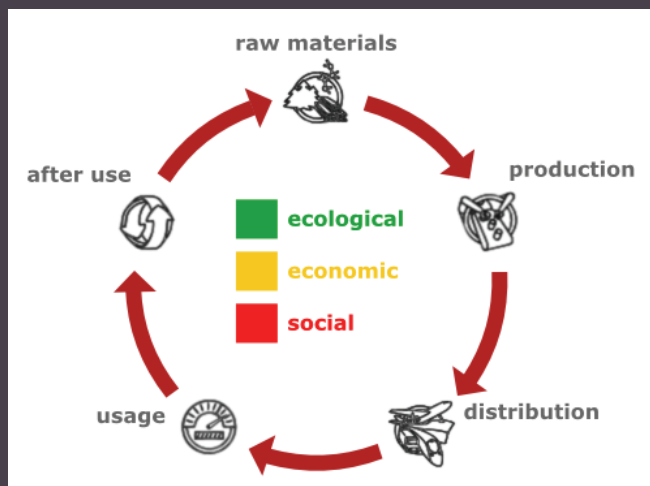 raw materials
production
distribution
usage
after use
ecological
economic
social